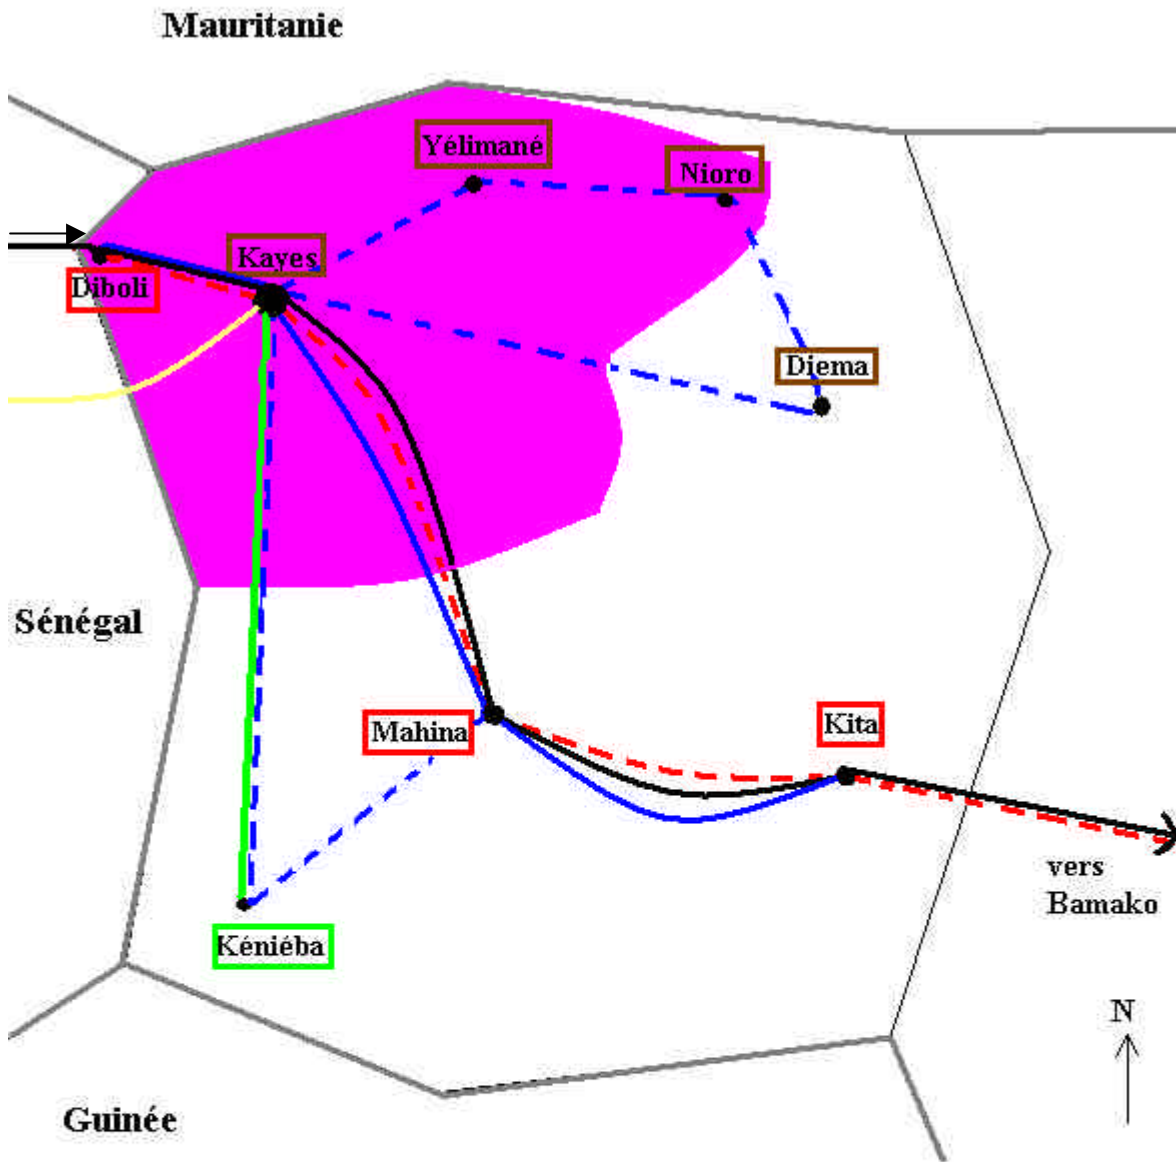 Mauritanie
Yélimané
Nioro
Kayes
Diboli
Diema
Sénégal
Mahina
Kita
vers
Bamako
Kéniéba
N
Guinée